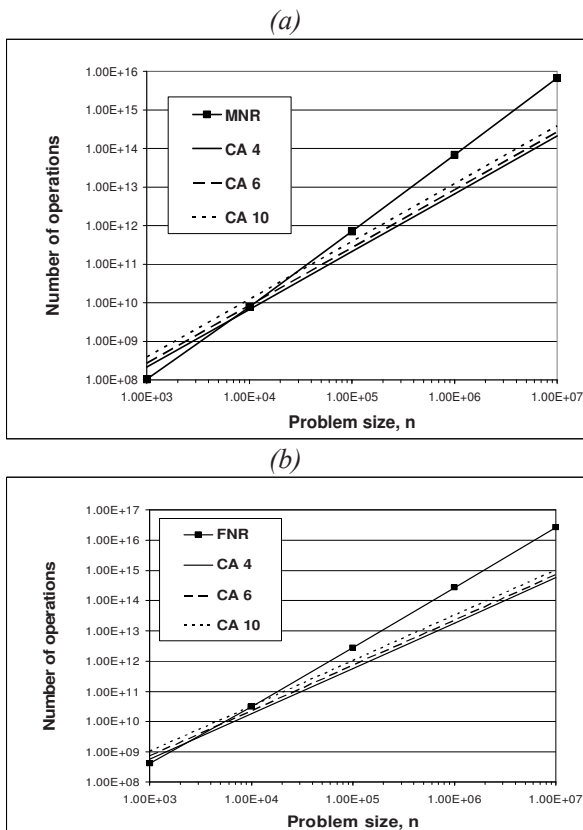 (a)
1.00E+16
1.00E+15
1.00E+14
1.00E+13
1.00E+12
1.00E+11
1.00E+10
1.00E+09
1.00E+08
Number of operations
MNR
CA 4
CA 6
CA 10
1.00E+03 1.00E+04 1.00E+05 1.00E+06 1.00E+07
Problem size, n
(b)
1.00E+17
1.00E+16
1.00E+15
1.00E+14
1.00E+13
1.00E+12
1.00E+11
1.00E+10
1.00E+09
1.00E+08
Number of operations
FNR
CA 4
CA 6
CA 10
1.00E+03 1.00E+04 1.00E+05 1.00E+06 1.00E+07
Problem size, n